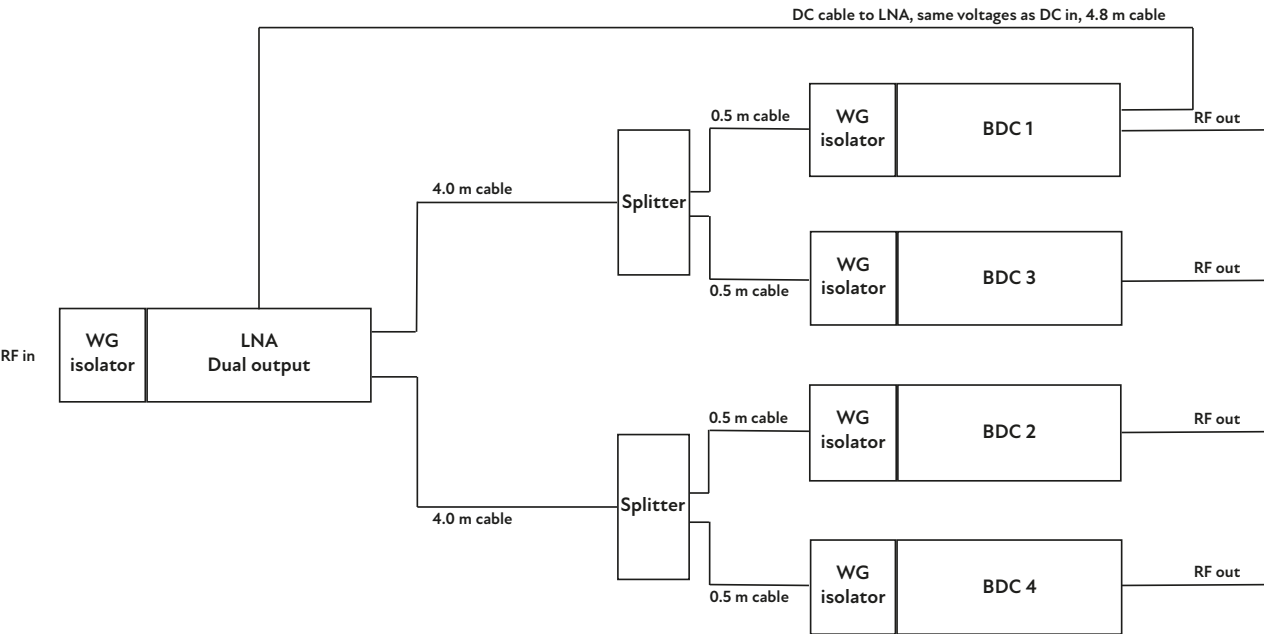 DC cable to LNA, same voltages as DC in, 4.8 m cable
0.5 m cable
WG
isolator
BDC 1
RF out
4.0 m cable
Splitter
0.5 m cable
WG
isolator
BDC 3
RF out
RF in
WG
isolator
LNA
Dual output
0.5 m cable
WG
isolator
BDC 2
RF out
4.0 m cable
Splitter
0.5 m cable
WG
isolator
BDC 4
RF out